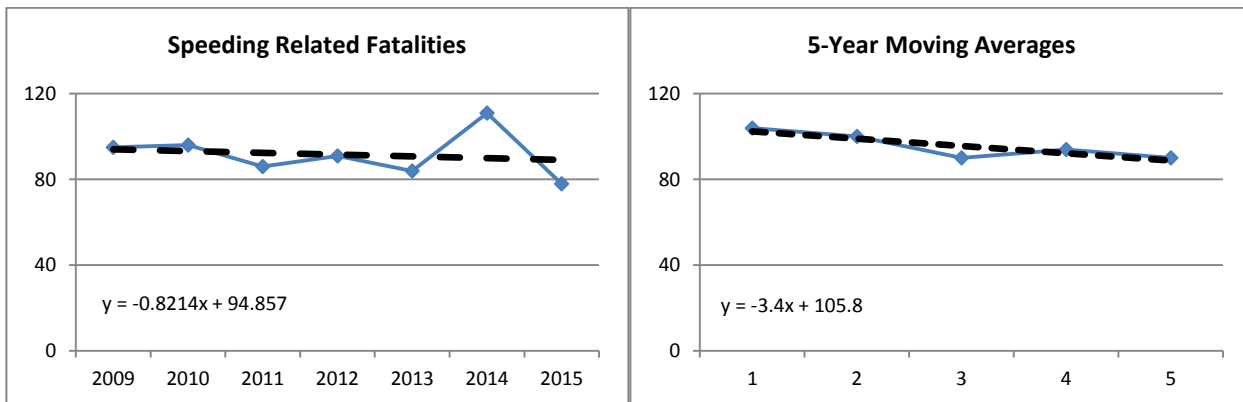 Speeding Related Fatalities
120
80
40
0
y = -0.8214x + 94.857
2009 2010 2011 2012 2013 2014 2015
5-Year Moving Averages
120
80
40
0
y = -3.4x + 105.8
1 2 3 4 5